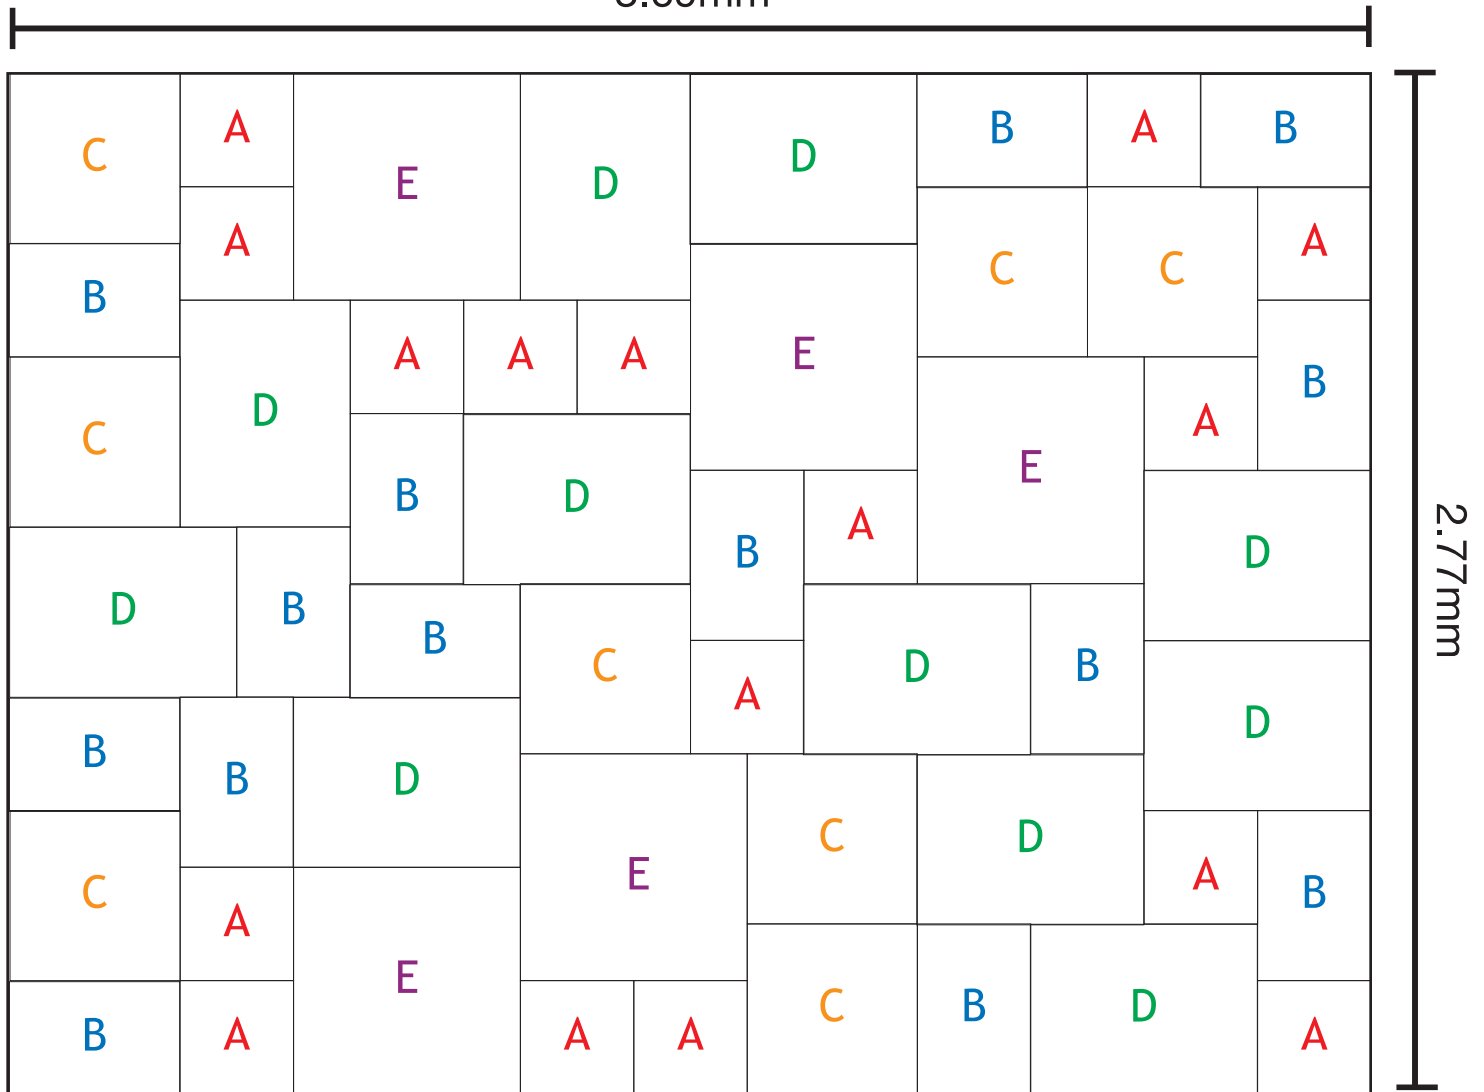 C A E D D B A B
A
B C C A
D A A A E B
C A
B D E
B A D
D B B C D B
A D
B B D
C E C D A B
A
E C B D
B A A A A
2.77mm